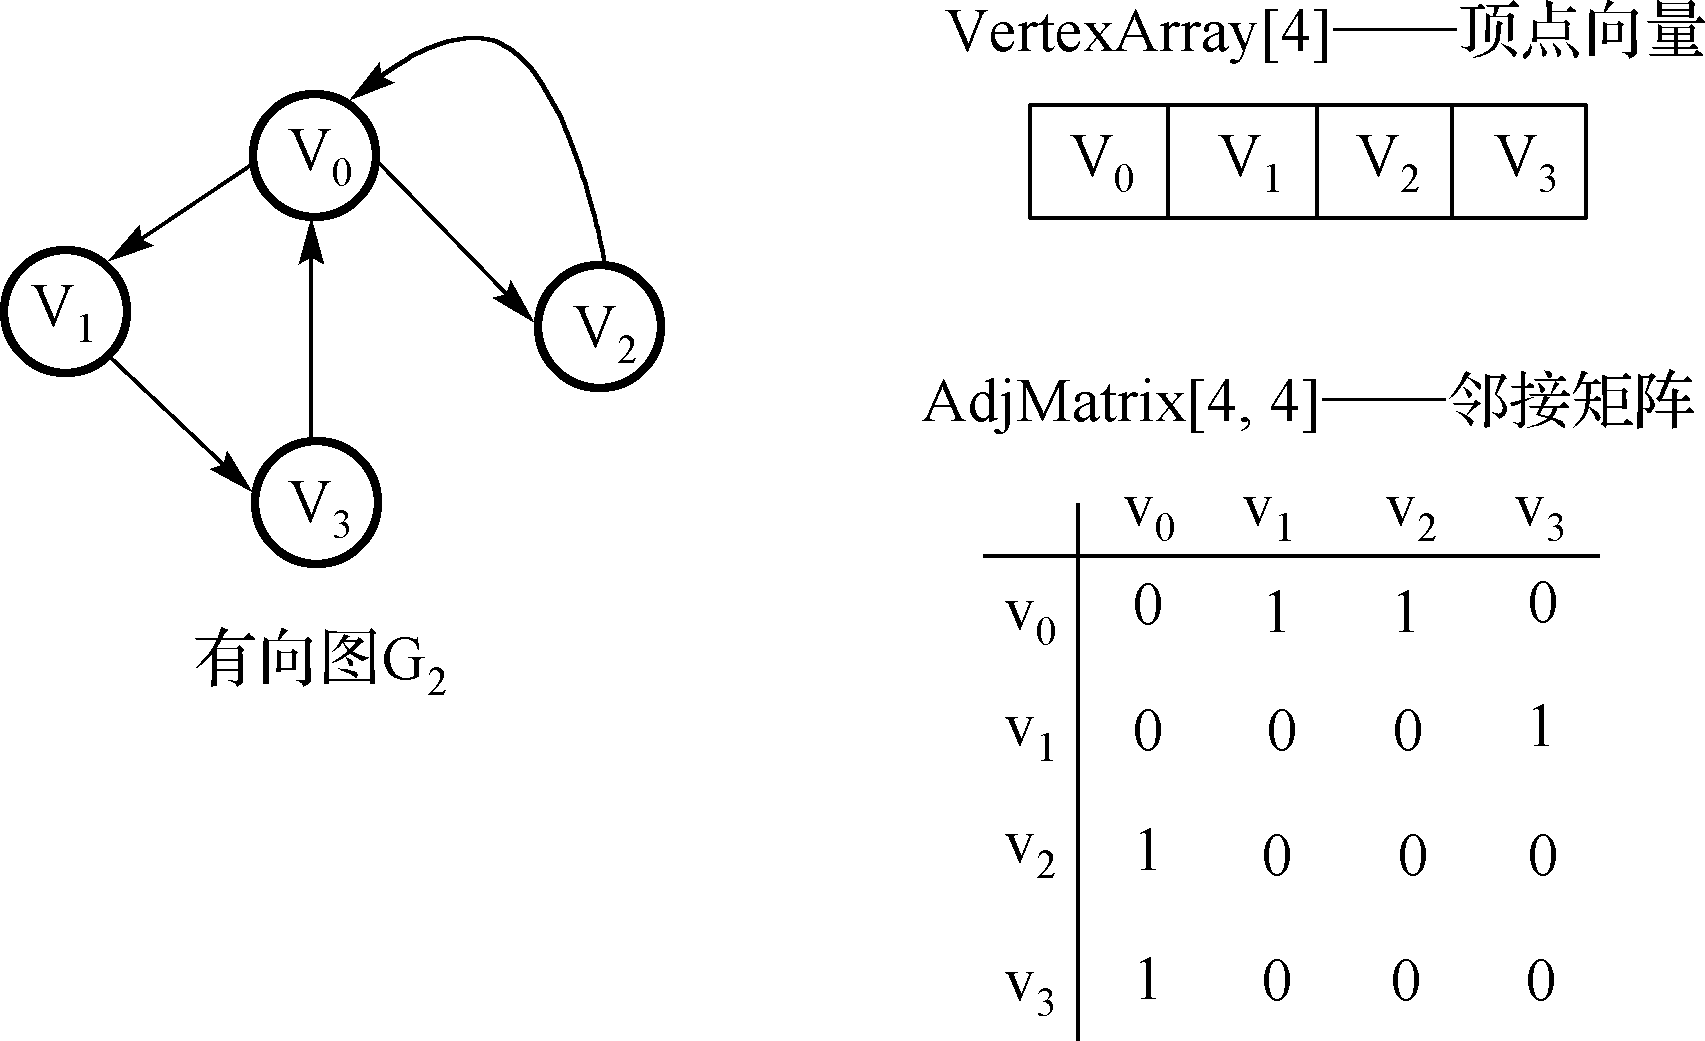 V₀
V₁
V₂
V₃
有向图G₂
VertexArray[4]——顶点向量
V₀ V₁ V₂ V₃
AdjMatrix[4, 4]——邻接矩阵
v₀ v₁ v₂ v₃
v₀ 0 1 1 0
v₁ 0 0 0 1
v₂ 1 0 0 0
v₃ 1 0 0 0